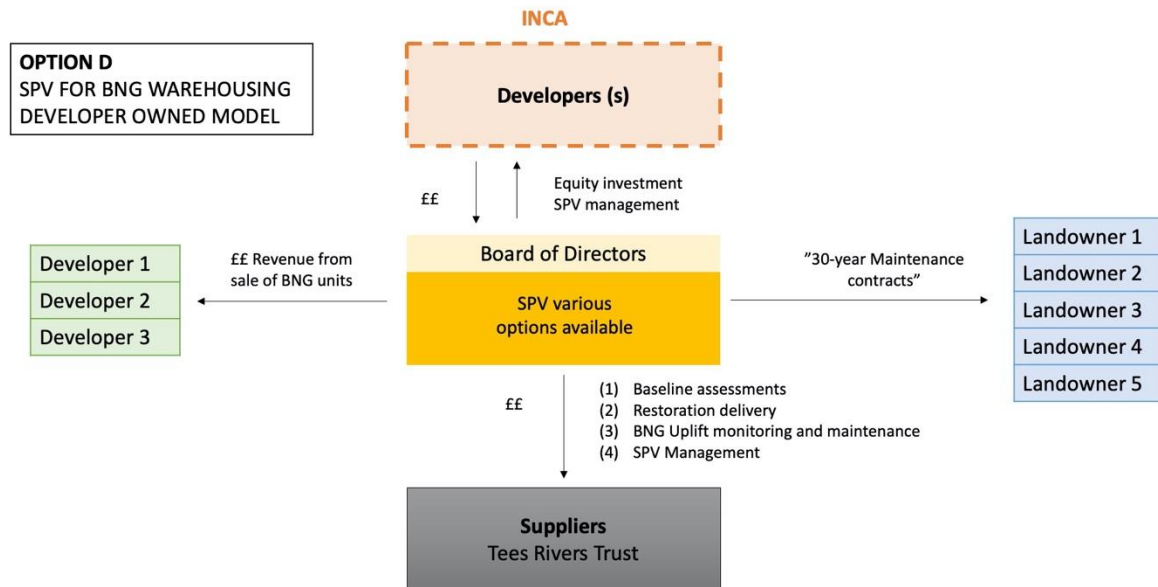 INCA
OPTION D
SPV FOR BNG WAREHOUSING
DEVELOPER OWNED MODEL
Developers (s)
££
Equity investment
SPV management
Developer 1
Developer 2
Developer 3
££ Revenue from
sale of BNG units
Board of Directors
SPV various
options available
”30-year Maintenance
contracts”
Landowner 1
Landowner 2
Landowner 3
Landowner 4
Landowner 5
££
(1) Baseline assessments
(2) Restoration delivery
(3) BNG Uplift monitoring and maintenance
(4) SPV Management
Suppliers
Tees Rivers Trust